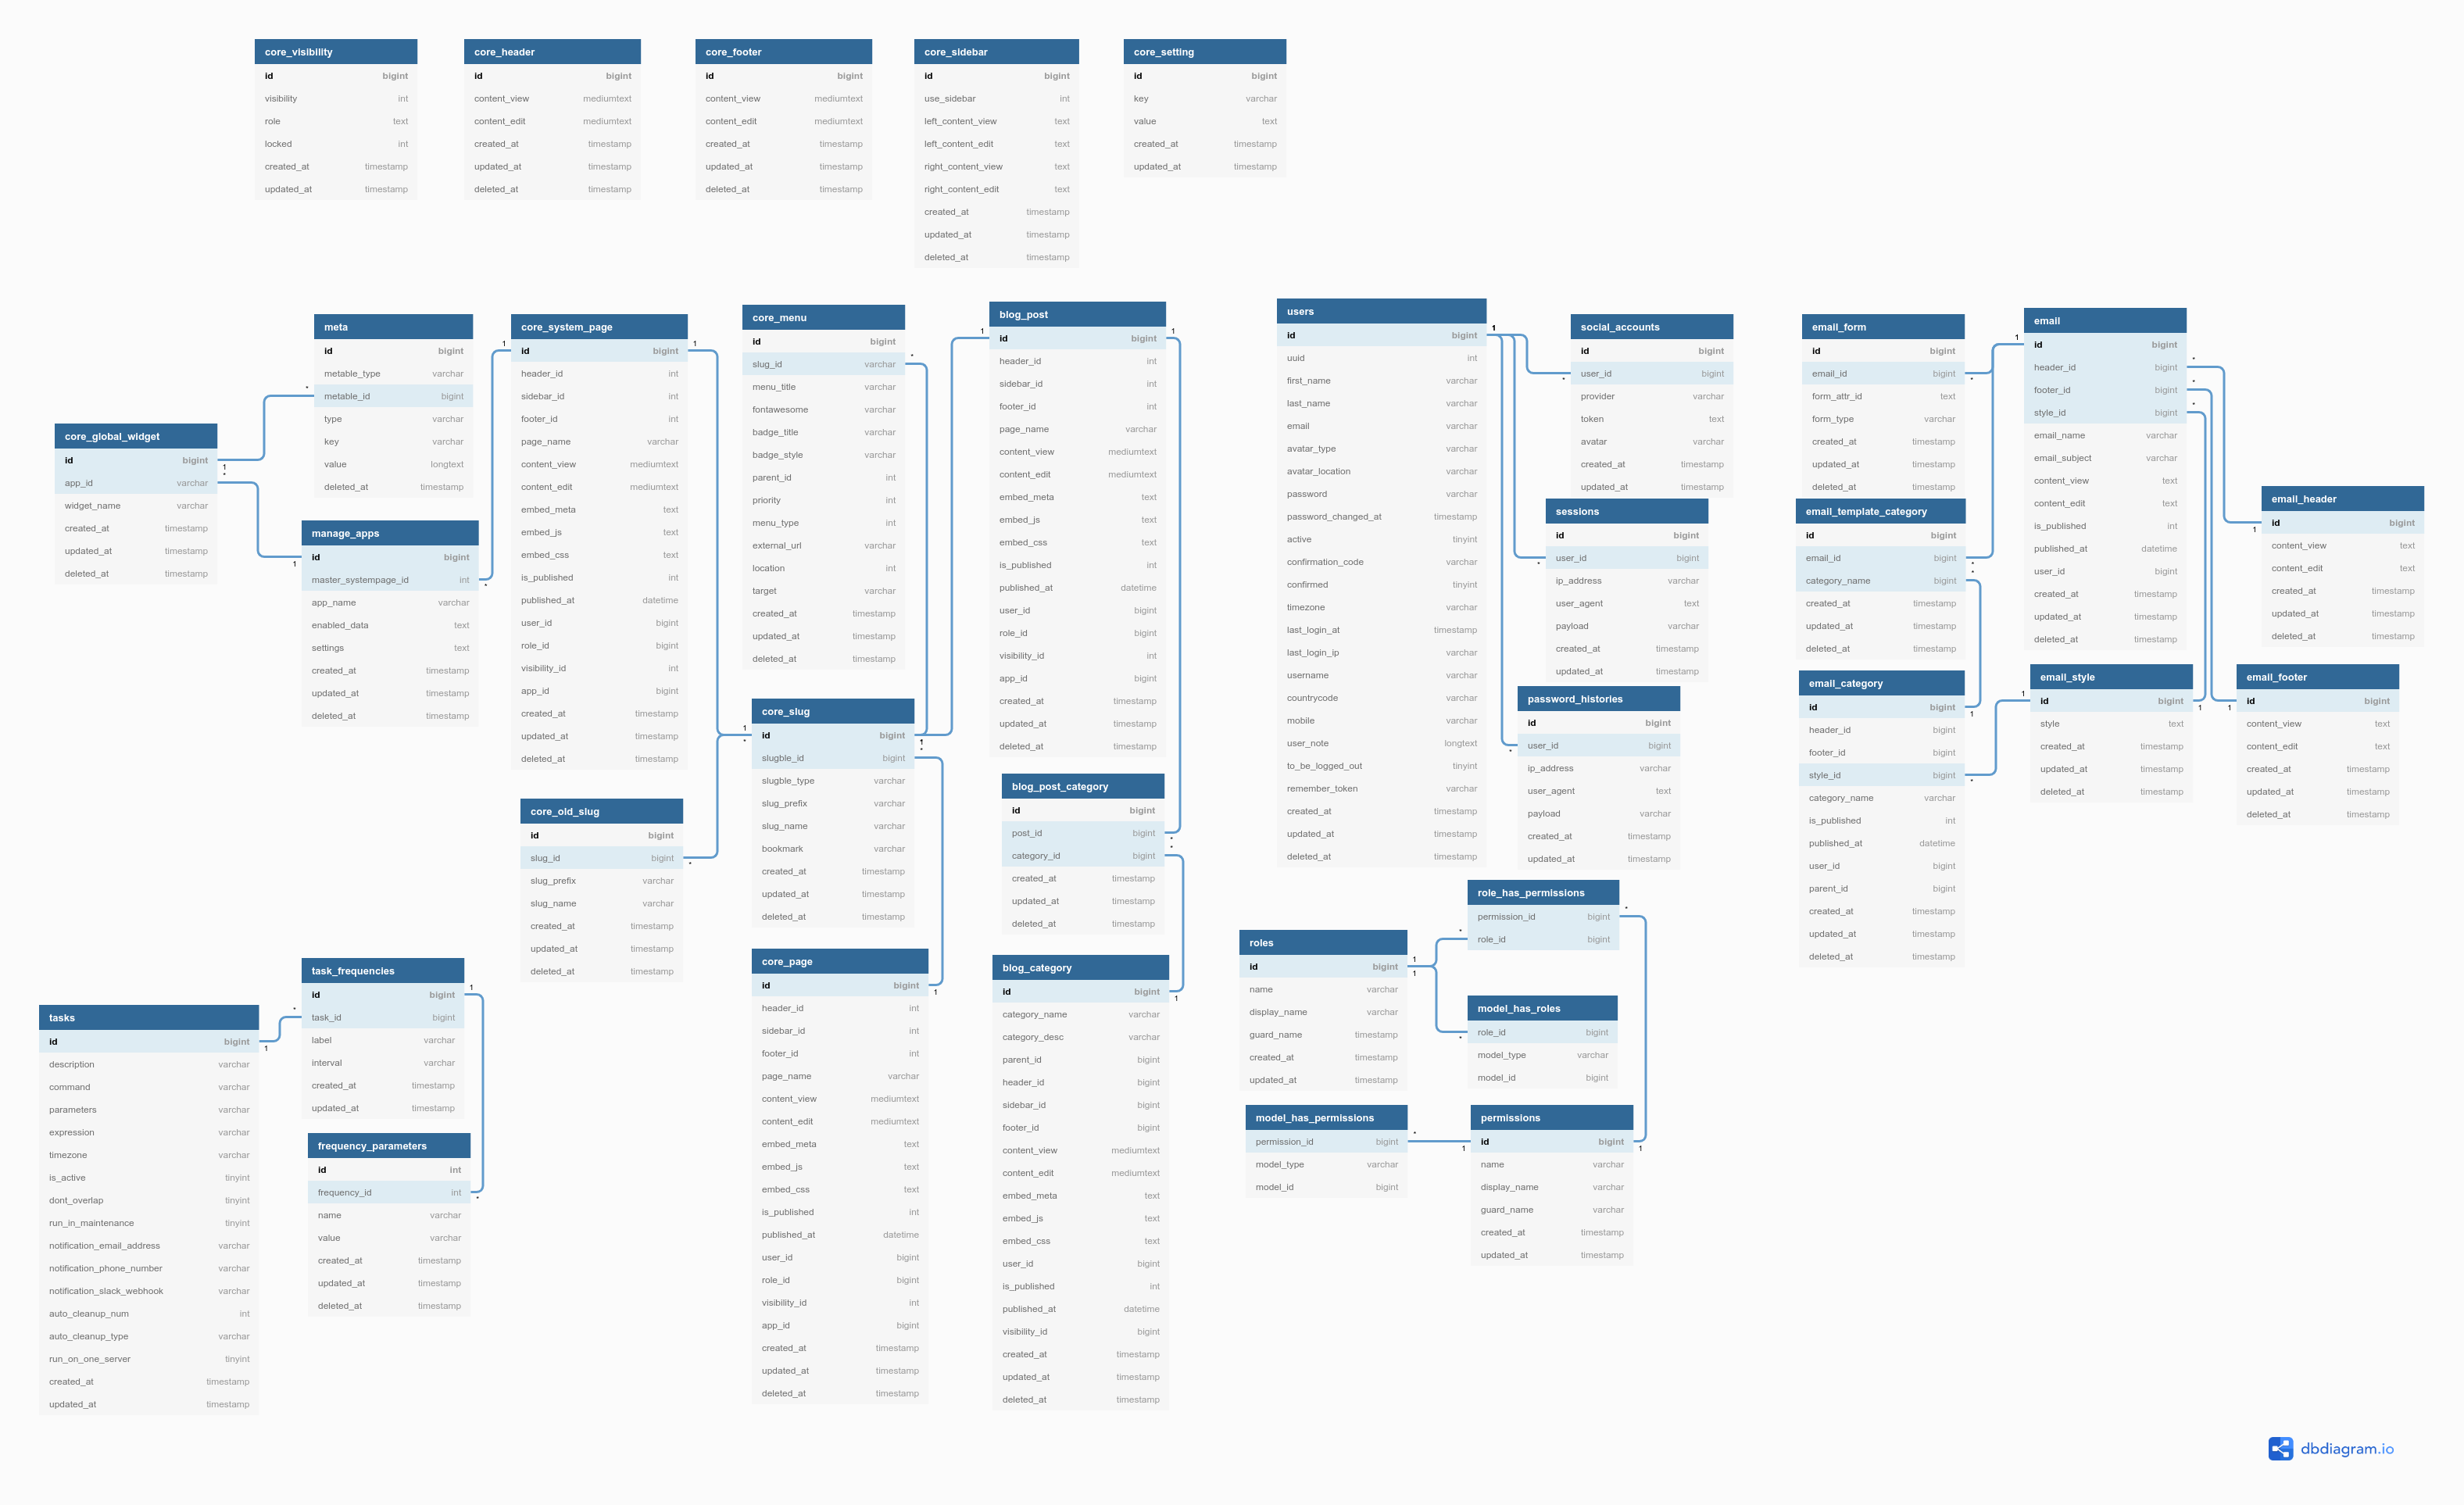 core_visibility
id bigint
visibility int
role text
locked int
created_at timestamp
updated_at timestamp
core_header
id bigint
content_view mediumtext
content_edit mediumtext
created_at timestamp
updated_at timestamp
deleted_at timestamp
core_footer
id bigint
content_view mediumtext
content_edit mediumtext
created_at timestamp
updated_at timestamp
deleted_at timestamp
core_sidebar
id bigint
use_sidebar int
left_content_view text
left_content_edit text
right_content_view text
right_content_edit text
created_at timestamp
updated_at timestamp
deleted_at timestamp
core_setting
id bigint
key varchar
value text
created_at timestamp
updated_at timestamp
core_global_widget
id bigint
app_id varchar
widget_name varchar
created_at timestamp
updated_at timestamp
deleted_at timestamp
1
*
meta
id bigint
metable_type varchar
metable_id bigint
type varchar
key varchar
value longtext
deleted_at timestamp
*
manage_apps
id bigint
master_systempage_id int
app_name varchar
enabled_data text
settings text
created_at timestamp
updated_at timestamp
deleted_at timestamp
1
*
core_system_page
id bigint
header_id int
sidebar_id int
footer_id int
page_name varchar
content_view mediumtext
content_edit mediumtext
embed_meta text
embed_js text
embed_css text
is_published int
published_at datetime
user_id bigint
role_id bigint
visibility_id int
app_id bigint
created_at timestamp
updated_at timestamp
deleted_at timestamp
1
1
core_menu
id bigint
slug_id varchar
menu_title varchar
fontawesome varchar
badge_title varchar
badge_style varchar
parent_id int
priority int
menu_type int
external_url varchar
location int
target varchar
created_at timestamp
updated_at timestamp
deleted_at timestamp
*
core_slug
id bigint
slugble_id bigint
slugble_type varchar
slug_prefix varchar
slug_name varchar
bookmark varchar
created_at timestamp
updated_at timestamp
deleted_at timestamp
1
*
1
*
core_old_slug
id bigint
slug_id bigint
slug_prefix varchar
slug_name varchar
created_at timestamp
updated_at timestamp
deleted_at timestamp
*
core_page
id bigint
header_id int
sidebar_id int
footer_id int
page_name varchar
content_view mediumtext
content_edit mediumtext
embed_meta text
embed_js text
embed_css text
is_published int
published_at datetime
user_id bigint
role_id bigint
visibility_id int
app_id bigint
created_at timestamp
updated_at timestamp
deleted_at timestamp
1
blog_post
id bigint
header_id int
sidebar_id int
footer_id int
page_name varchar
content_view mediumtext
content_edit mediumtext
embed_meta text
embed_js text
embed_css text
is_published int
published_at datetime
user_id bigint
role_id bigint
visibility_id int
app_id bigint
created_at timestamp
updated_at timestamp
deleted_at timestamp
1
1
blog_post_category
id bigint
post_id bigint
category_id bigint
created_at timestamp
updated_at timestamp
deleted_at timestamp
*
*
blog_category
id bigint
category_name varchar
category_desc varchar
parent_id bigint
header_id bigint
sidebar_id bigint
footer_id bigint
content_view mediumtext
content_edit mediumtext
embed_meta text
embed_js text
embed_css text
user_id bigint
is_published int
published_at datetime
visibility_id bigint
created_at timestamp
updated_at timestamp
deleted_at timestamp
1
tasks
id bigint
description varchar
command varchar
parameters varchar
expression varchar
timezone varchar
is_active tinyint
dont_overlap tinyint
run_in_maintenance tinyint
notification_email_address varchar
notification_phone_number varchar
notification_slack_webhook varchar
auto_cleanup_num int
auto_cleanup_type varchar
run_on_one_server tinyint
created_at timestamp
updated_at timestamp
1
task_frequencies
id bigint
task_id bigint
label varchar
interval varchar
created_at timestamp
updated_at timestamp
*
1
frequency_parameters
id int
frequency_id int
name varchar
value varchar
created_at timestamp
updated_at timestamp
deleted_at timestamp
*
users
id bigint
uuid int
first_name varchar
last_name varchar
email varchar
avatar_type varchar
avatar_location varchar
password varchar
password_changed_at timestamp
active tinyint
confirmation_code varchar
confirmed tinyint
timezone varchar
last_login_at timestamp
last_login_ip varchar
username varchar
countrycode varchar
mobile varchar
user_note longtext
to_be_logged_out tinyint
remember_token varchar
created_at timestamp
updated_at timestamp
deleted_at timestamp
1
social_accounts
id bigint
user_id bigint
provider varchar
token text
avatar varchar
created_at timestamp
updated_at timestamp
*
sessions
id bigint
user_id bigint
ip_address varchar
user_agent text
payload varchar
created_at timestamp
updated_at timestamp
*
password_histories
id bigint
user_id bigint
ip_address varchar
user_agent text
payload varchar
created_at timestamp
updated_at timestamp
*
role_has_permissions
permission_id bigint
role_id bigint
*
*
roles
id bigint
name varchar
display_name varchar
guard_name timestamp
created_at timestamp
updated_at timestamp
1
1
model_has_roles
role_id bigint
model_type varchar
model_id bigint
*
model_has_permissions
permission_id bigint
model_type varchar
model_id bigint
*
permissions
id bigint
name varchar
display_name varchar
guard_name varchar
created_at timestamp
updated_at timestamp
1
1
email_form
id bigint
email_id bigint
form_attr_id text
form_type varchar
created_at timestamp
updated_at timestamp
deleted_at timestamp
*
email_template_category
id bigint
email_id bigint
category_name bigint
created_at timestamp
updated_at timestamp
deleted_at timestamp
*
*
email_category
id bigint
header_id bigint
footer_id bigint
style_id bigint
category_name varchar
is_published int
published_at datetime
user_id bigint
parent_id bigint
created_at timestamp
updated_at timestamp
deleted_at timestamp
1
*
email
id bigint
header_id bigint
footer_id bigint
style_id bigint
email_name varchar
email_subject varchar
content_view text
content_edit text
is_published int
published_at datetime
user_id bigint
created_at timestamp
updated_at timestamp
deleted_at timestamp
1
*
*
*
email_header
id bigint
content_view text
content_edit text
created_at timestamp
updated_at timestamp
deleted_at timestamp
1
email_style
id bigint
style text
created_at timestamp
updated_at timestamp
deleted_at timestamp
1
1
email_footer
id bigint
content_view text
content_edit text
created_at timestamp
updated_at timestamp
deleted_at timestamp
1
dbdiagram.io